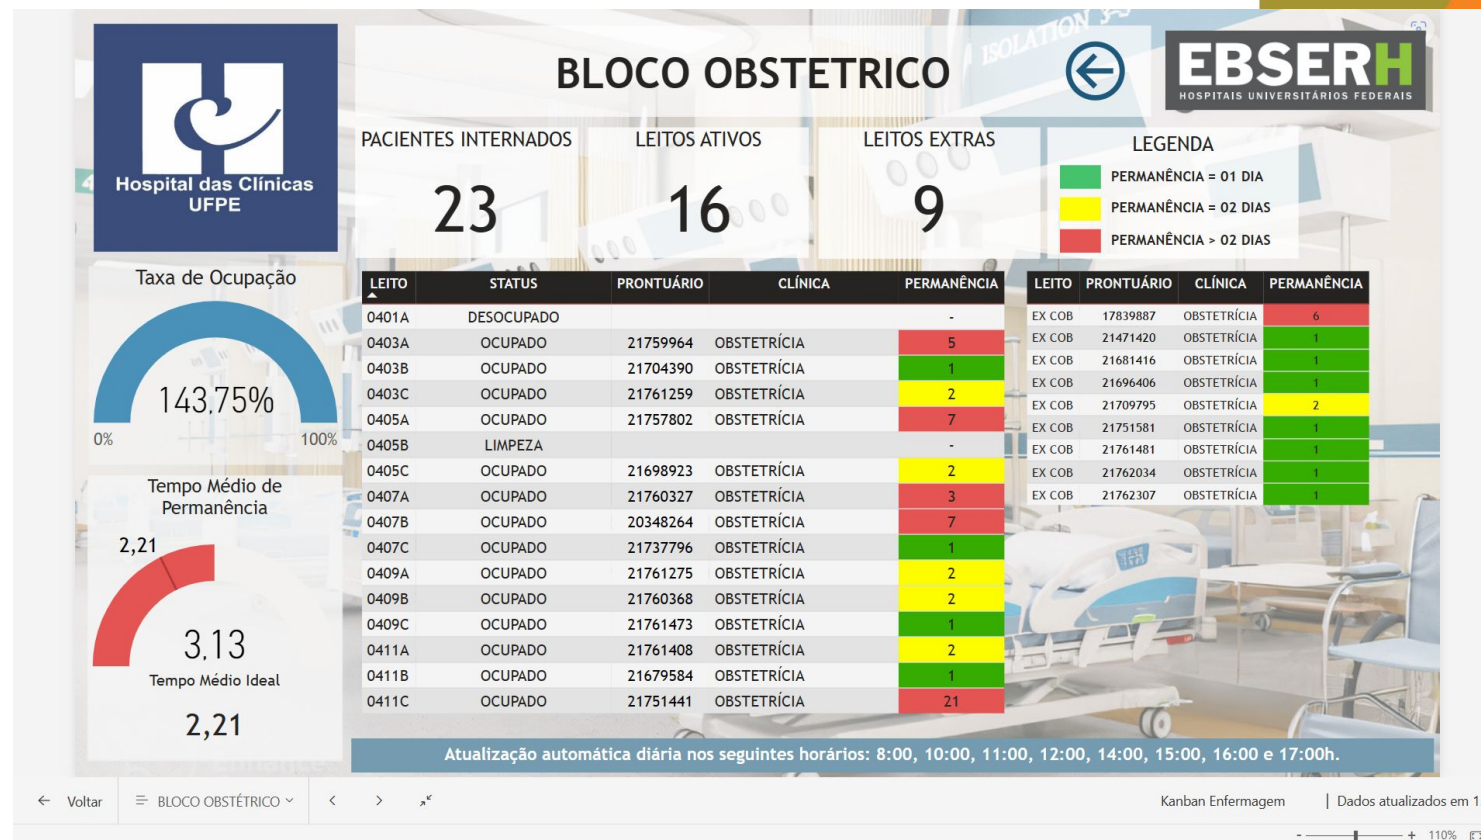 Hospital das Clínicas
UFPE
BLOCO OBSTETRICO
ISOLATION 3-5
EBSERH
HOSPITAIS UNIVERSITÁRIOS FEDERAIS
PACIENTES INTERNADOS
23
LEITOS ATIVOS
16
LEITOS EXTRAS
9
LEGENDA
PERMANÊNCIA = 01 DIA
PERMANÊNCIA = 02 DIAS
PERMANÊNCIA > 02 DIAS
Taxa de Ocupação
143,75%
0% 100%
Tempo Médio de
Permanência
2,21
3,13
Tempo Médio Ideal
2,21
LEITO STATUS PRONTUÁRIO CLÍNICA PERMANÊNCIA
0401A DESOCUPADO -
0403A OCUPADO 21759964 OBSTETRÍCIA 5
0403B OCUPADO 21704390 OBSTETRÍCIA 1
0403C OCUPADO 21761259 OBSTETRÍCIA 2
0405A OCUPADO 21757802 OBSTETRÍCIA 7
0405B LIMPEZA -
0405C OCUPADO 21698923 OBSTETRÍCIA 2
0407A OCUPADO 21760327 OBSTETRÍCIA 3
0407B OCUPADO 20348264 OBSTETRÍCIA 7
0407C OCUPADO 21737796 OBSTETRÍCIA 1
0409A OCUPADO 21761275 OBSTETRÍCIA 2
0409B OCUPADO 21760368 OBSTETRÍCIA 2
0409C OCUPADO 21761473 OBSTETRÍCIA 1
0411A OCUPADO 21761408 OBSTETRÍCIA 2
0411B OCUPADO 21679584 OBSTETRÍCIA 1
0411C OCUPADO 21751441 OBSTETRÍCIA 21
LEITO PRONTUÁRIO CLÍNICA PERMANÊNCIA
EX COB 17839887 OBSTETRÍCIA 6
EX COB 21471420 OBSTETRÍCIA 1
EX COB 21681416 OBSTETRÍCIA 1
EX COB 21696406 OBSTETRÍCIA 1
EX COB 21709795 OBSTETRÍCIA 2
EX COB 21751581 OBSTETRÍCIA 1
EX COB 21761481 OBSTETRÍCIA 1
EX COB 21762034 OBSTETRÍCIA 1
EX COB 21762307 OBSTETRÍCIA 1
Atualização automática diária nos seguintes horários: 8:00, 10:00, 11:00, 12:00, 14:00, 15:00, 16:00 e 17:00h.
Voltar BLOCO OBSTÉTRICO Kanban Enfermagem | Dados atualizados em 1
- + 110%